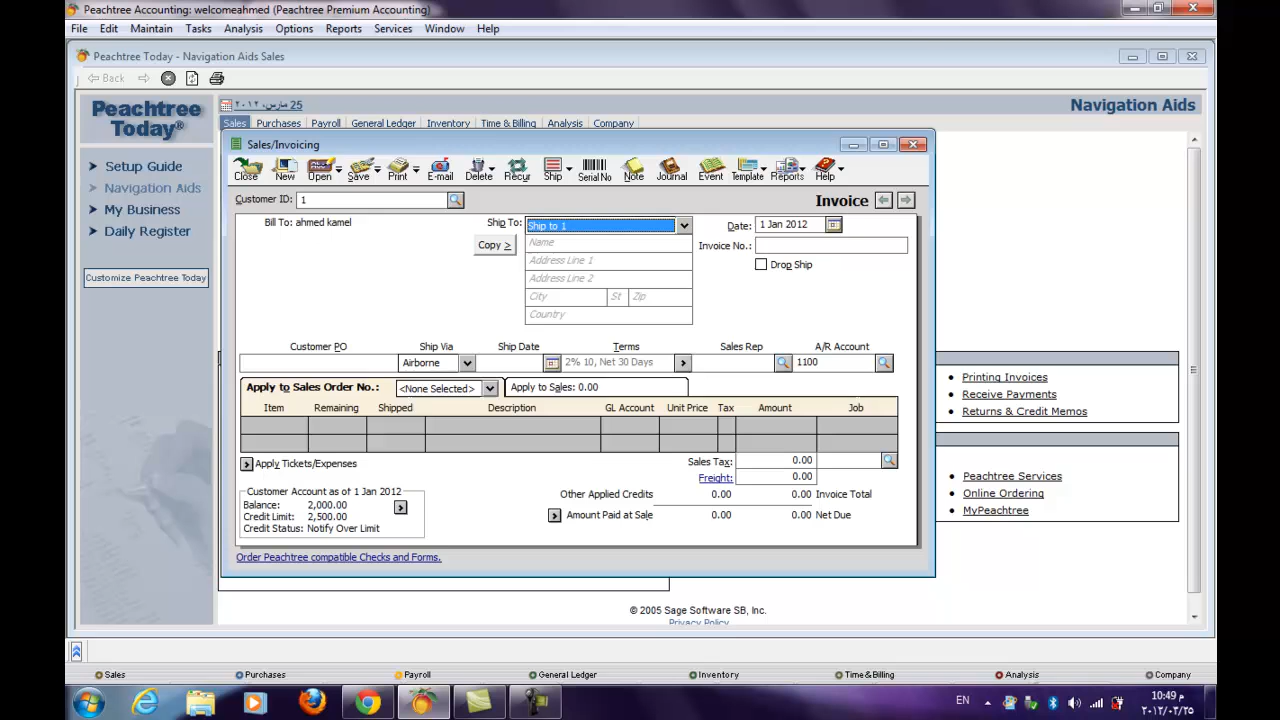 Peachtree Accounting: welcomeahmed (Peachtree Premium Accounting)
File Edit Maintain Tasks Analysis Options Reports Services Window Help
Peachtree Today - Navigation Aids Sales
Back
Peachtree Today®
25 مارس، ٢٠١٢
Navigation Aids
Sales Purchases Payroll General Ledger Inventory Time & Billing Analysis Company
Setup Guide
Navigation Aids
My Business
Daily Register
Customize Peachtree Today
Sales/Invoicing
Close New Open Save Print E-mail Delete Recur Ship Serial No Note Journal Event Template Reports Help
Customer ID: 1
Invoice
Bill To: ahmed kamel
Ship To: Ship to 1
Date: 1 Jan 2012
Copy >
Name
Invoice No.:
Address Line 1
Drop Ship
Address Line 2
City St Zip
Country
Customer PO Ship Via Ship Date Terms Sales Rep A/R Account
Airborne 2% 10, Net 30 Days 1100
Apply to Sales Order No.: <None Selected> Apply to Sales: 0.00
Item Remaining Shipped Description GL Account Unit Price Tax Amount Job
Apply Tickets/Expenses
Sales Tax: 0.00
Freight: 0.00
Customer Account as of 1 Jan 2012
Balance: 2,000.00
Credit Limit: 2,500.00
Credit Status: Notify Over Limit
Other Applied Credits 0.00 0.00 Invoice Total
Amount Paid at Sale 0.00 0.00 Net Due
Order Peachtree compatible Checks and Forms.
Printing Invoices
Receive Payments
Returns & Credit Memos
Peachtree Services
Online Ordering
MyPeachtree
© 2005 Sage Software SB, Inc.
Privacy Policy
Sales Purchases Payroll General Ledger Inventory Time & Billing Analysis Company
EN
10:49 م
٢٠١٢/٠٣/٢٥